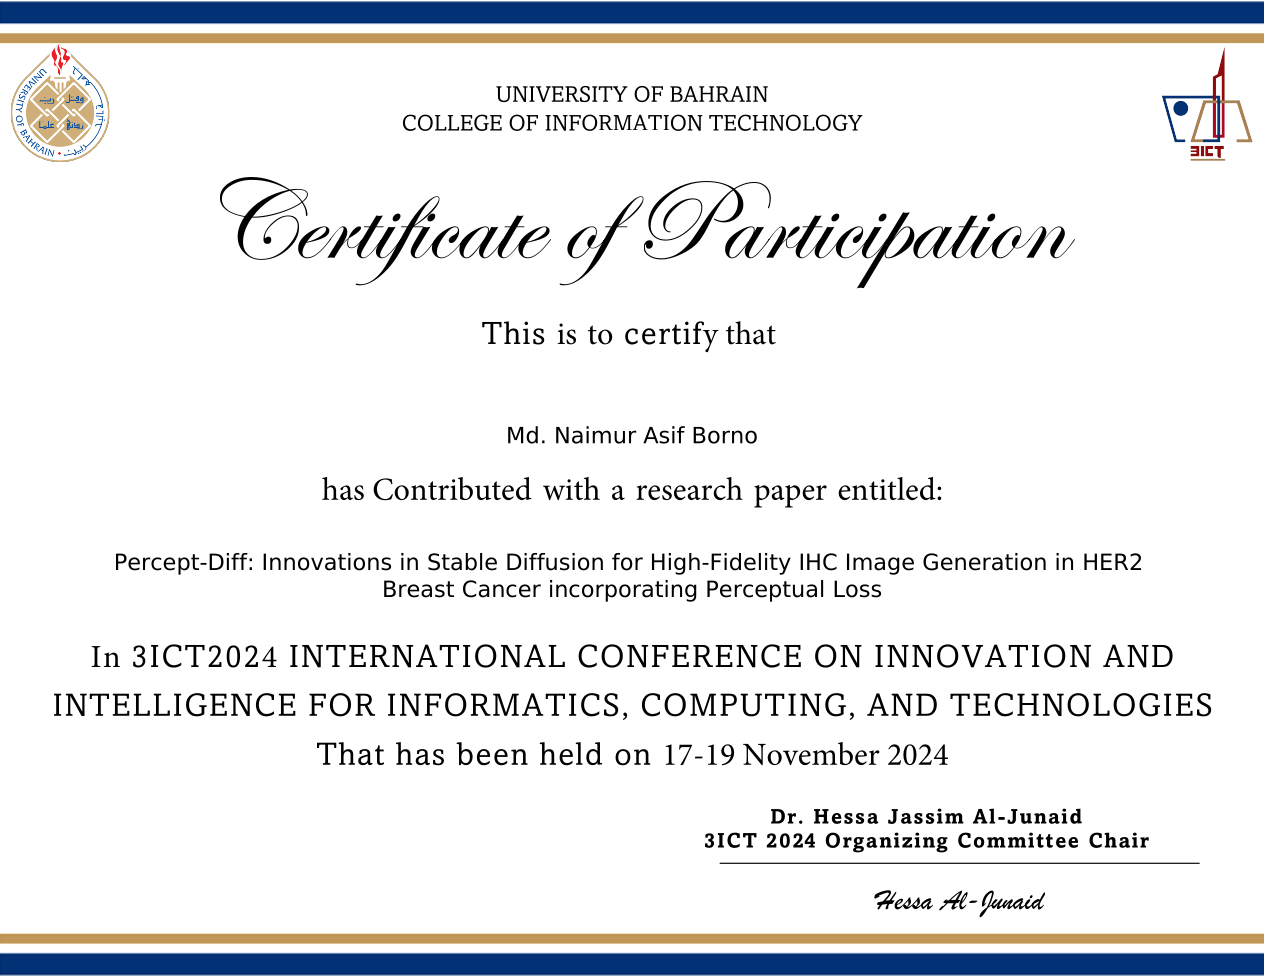 UNIVERSITY OF BAHRAIN
UNIVERSITY OF BAHRAIN
COLLEGE OF INFORMATION TECHNOLOGY
3ICT
Certificate of Participation
This is to certify that
Md. Naimur Asif Borno
has Contributed with a research paper entitled:
Percept-Diff: Innovations in Stable Diffusion for High-Fidelity IHC Image Generation in HER2
Breast Cancer incorporating Perceptual Loss
In 3ICT2024 INTERNATIONAL CONFERENCE ON INNOVATION AND
INTELLIGENCE FOR INFORMATICS, COMPUTING, AND TECHNOLOGIES
That has been held on 17-19 November 2024
Dr. Hessa Jassim Al-Junaid
3ICT 2024 Organizing Committee Chair
Hessa Al-Junaid